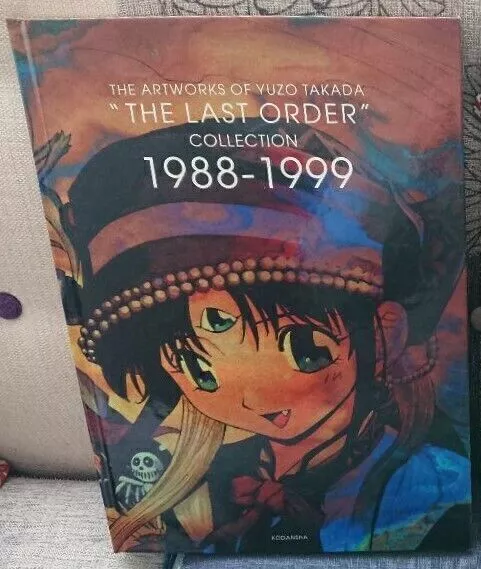 THE ARTWORKS OF YUZO TAKADA
"THE LAST ORDER"
COLLECTION
1988-1999
KODANSHA